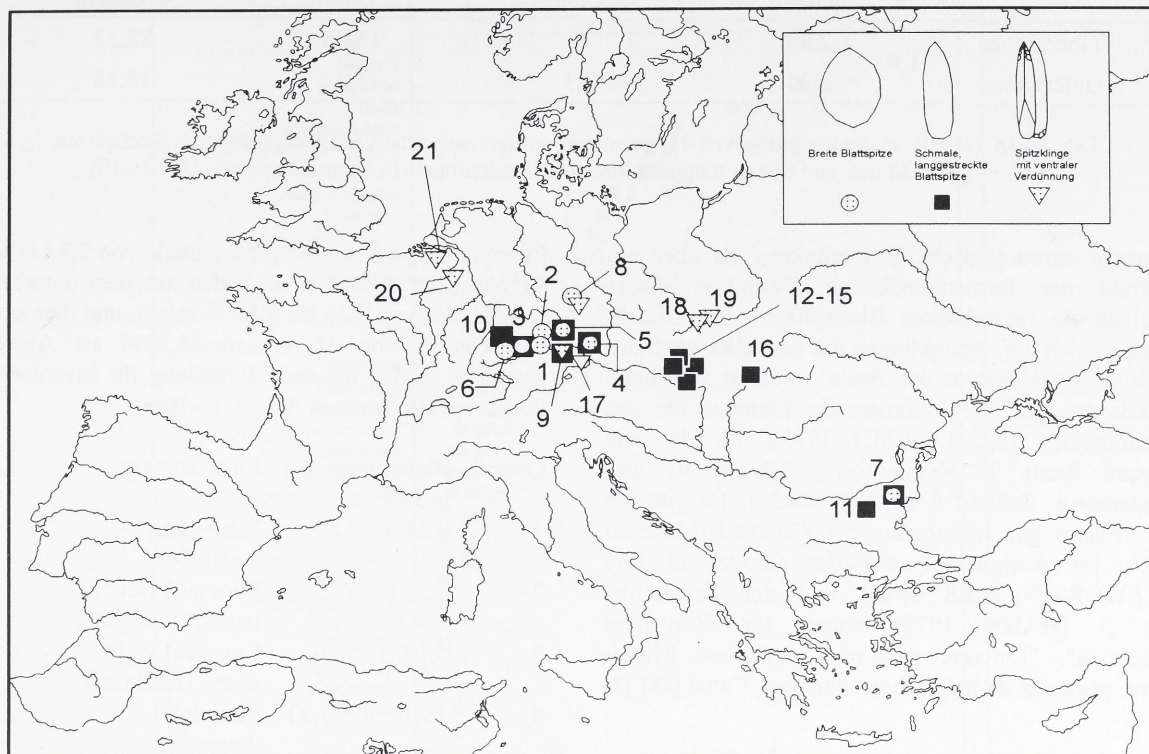 Breite Blattspitze
Schmale,
langgestreckte
Blattspitze
Spitzklinge
mit ventraler
Verdünnung
21
20
2
8
10
3
5
6
1
4
9
17
18
19
12-15
16
7
11